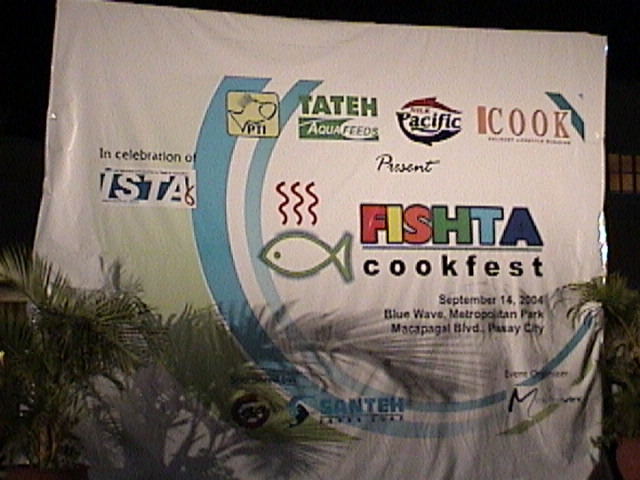 PTI
TATEH
AQUAFEEDS
Pacific
COOK
Present
In celebration of
ISTA
FISHTA
cookfest
September 14, 2004
Blue Wave, Metropolitan Park
Macapagal Blvd., Pasay City
Event Organizer
SANTEH